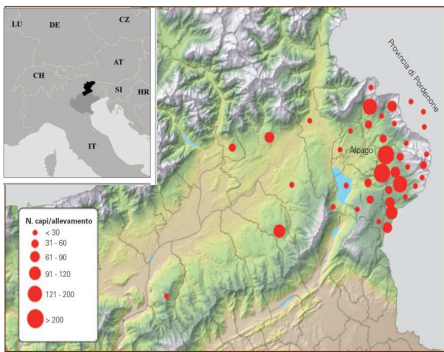 LU
DE
CZ
AT
CH
SI
HR
IT
Provincia di Pordenone
Alpago
N. capi/allevamento
< 30
31 - 60
61 - 90
91 - 120
121 - 200
> 200